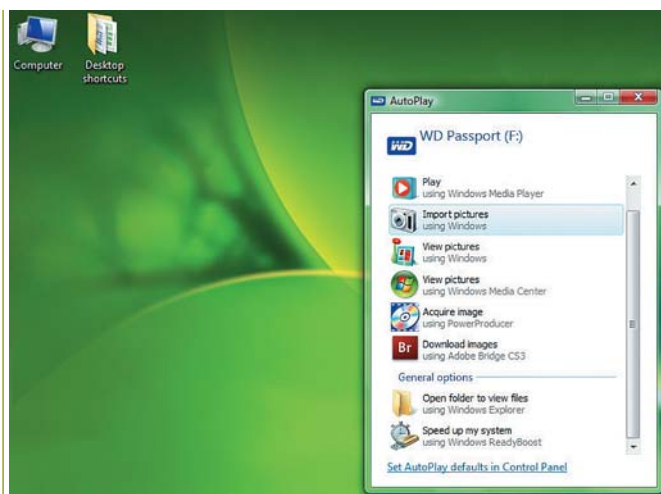 Computer
Desktop
shortcuts
AutoPlay
WD
WD Passport (F:)
Play
using Windows Media Player
Import pictures
using Windows
View pictures
using Windows
View pictures
using Windows Media Center
Acquire image
using PowerProducer
Br
Download images
using Adobe Bridge CS3
General options
Open folder to view files
using Windows Explorer
Speed up my system
using Windows ReadyBoost
Set AutoPlay defaults in Control Panel